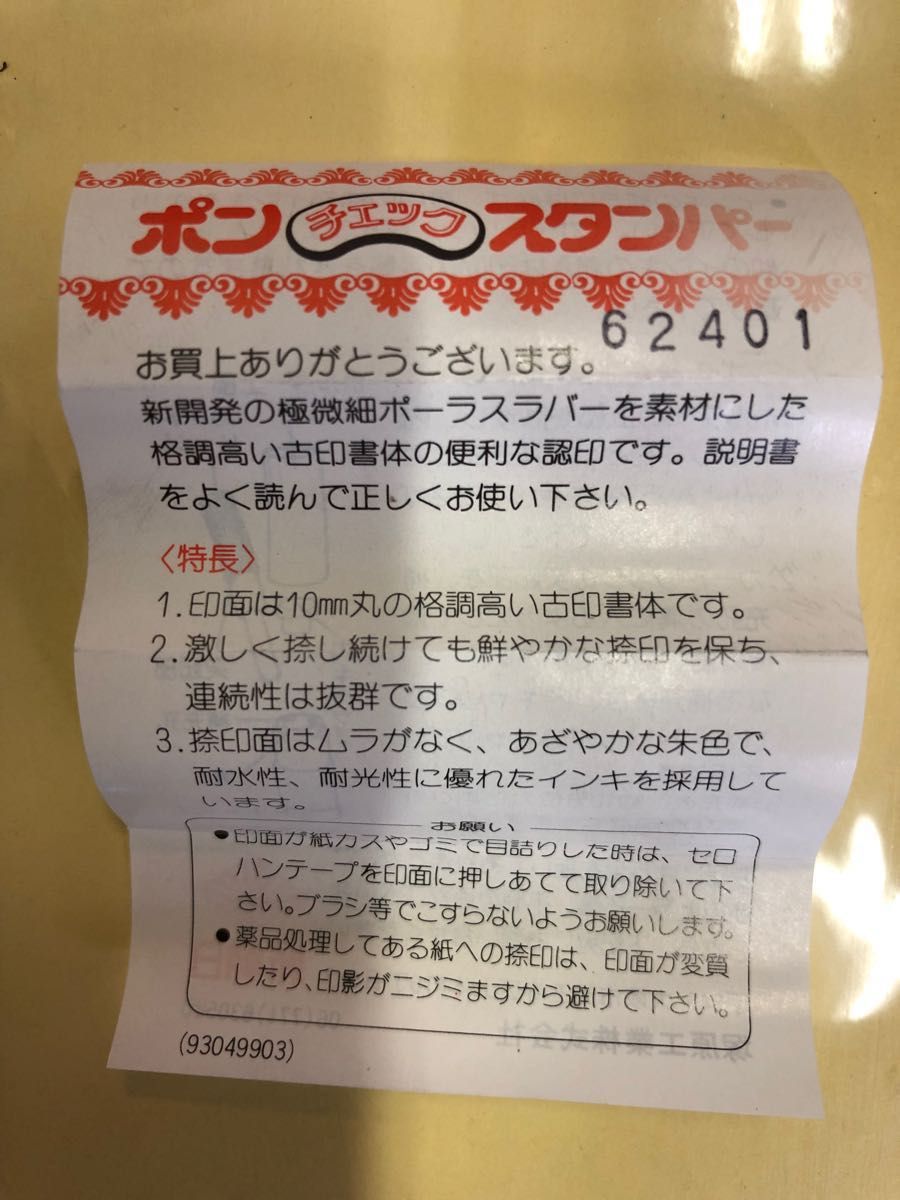 ポンチェックスタンパー
62401
お買上ありがとうございます。
新開発の極微細ポーラスラバーを素材にした
格調高い古印書体の便利な認印です。説明書
をよく読んで正しくお使い下さい。
〈特長〉
1.印面は10mm丸の格調高い古印書体です。
2.激しく捺し続けても鮮やかな捺印を保ち、
連続性は抜群です。
3.捺印面はムラがなく、あざやかな朱色で、
耐水性、耐光性に優れたインキを採用して
います。
お願い
●印面が紙カスやゴミで目詰りした時は、セロ
ハンテープを印面に押しあてて取り除いて下
さい。ブラシ等でこすらないようお願いします。
●薬品処理してある紙への捺印は、印面が変質
したり、印影がニジミますから避けて下さい。
(93049903)
塚原工業株式会社